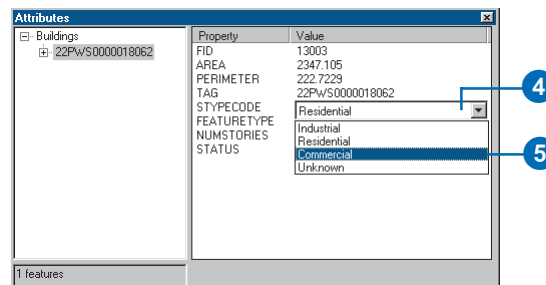 Attributes
Buildings
22PWS0000018062
Property Value
FID 13003
AREA 2347.105
PERIMETER 222.7229
TAG 22PWS0000018062
STYPECODE Residential
4
FEATURETYPE Industrial
NUMSTORIES Residential
STATUS Commercial
5
Unknown
1 features